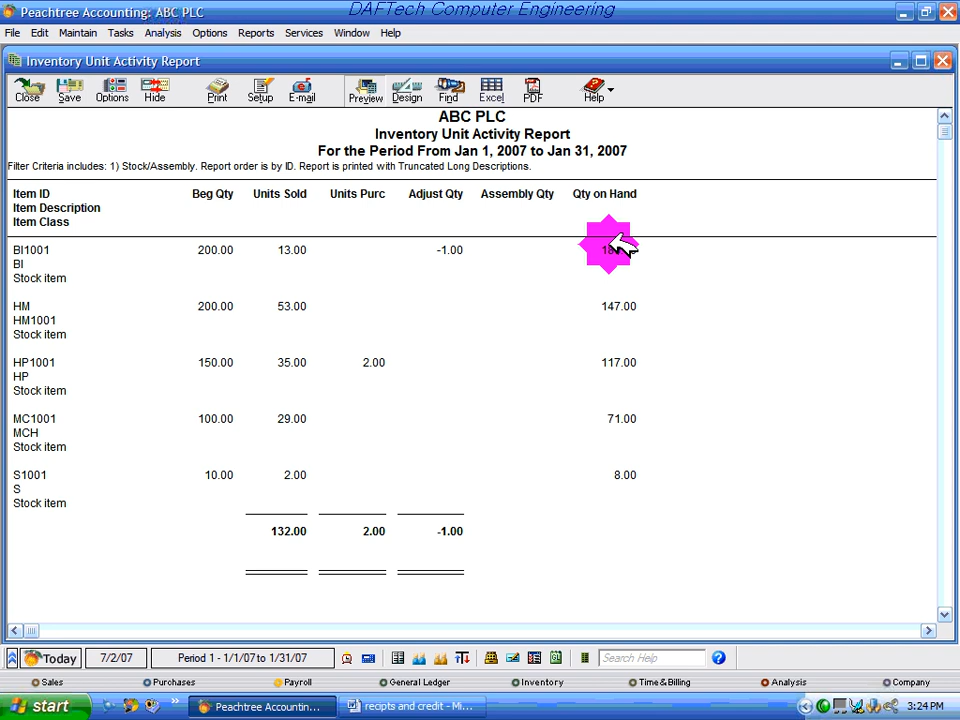 DAFTech Computer Engineering
Peachtree Accounting: ABC PLC
File Edit Maintain Tasks Analysis Options Reports Services Window Help
Inventory Unit Activity Report
Close Save Options Hide Print Setup E-mail Preview Design Find Excel PDF Help
ABC PLC
Inventory Unit Activity Report
For the Period From Jan 1, 2007 to Jan 31, 2007
Filter Criteria includes: 1) Stock/Assembly. Report order is by ID. Report is printed with Truncated Long Descriptions.
Item ID Beg Qty Units Sold Units Purc Adjust Qty Assembly Qty Qty on Hand
Item Description
Item Class
BI1001 200.00 13.00 -1.00
BI
Stock item
HM 200.00 53.00 147.00
HM1001
Stock item
HP1001 150.00 35.00 2.00 117.00
HP
Stock item
MC1001 100.00 29.00 71.00
MCH
Stock item
S1001 10.00 2.00 8.00
S
Stock item
132.00 2.00 -1.00
Today 7/2/07 Period 1 - 1/1/07 to 1/31/07 Search Help
Sales Purchases Payroll General Ledger Inventory Time & Billing Analysis Company
start Peachtree Accountin... recipts and credit - Mi... 3:24 PM